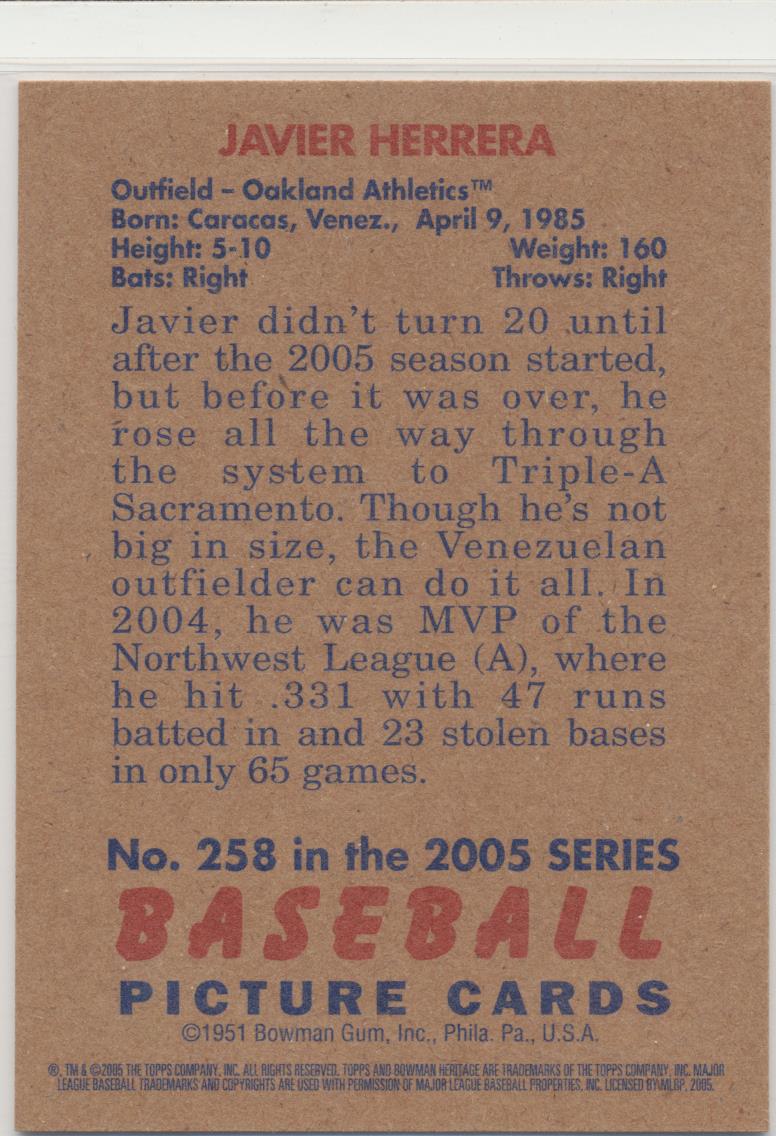 JAVIER HERRERA
Outfield – Oakland Athletics™
Born: Caracas, Venez., April 9, 1985
Height: 5-10 Weight: 160
Bats: Right Throws: Right
Javier didn't turn 20 until
after the 2005 season started,
but before it was over, he
rose all the way through
the system to Triple-A
Sacramento. Though he's not
big in size, the Venezuelan
outfielder can do it all. In
2004, he was MVP of the
Northwest League (A), where
he hit .331 with 47 runs
batted in and 23 stolen bases
in only 65 games.
No. 258 in the 2005 SERIES
BASEBALL
PICTURE CARDS
©1951 Bowman Gum, Inc., Phila. Pa., U.S.A.
®, TM & ©2005 THE TOPPS COMPANY, INC. ALL RIGHTS RESERVED. TOPPS AND BOWMAN HERITAGE ARE TRADEMARKS OF THE TOPPS COMPANY, INC. MAJOR
LEAGUE BASEBALL TRADEMARKS AND COPYRIGHTS ARE USED WITH PERMISSION OF MAJOR LEAGUE BASEBALL PROPERTIES, INC. LICENSED BY MLBP, 2005.